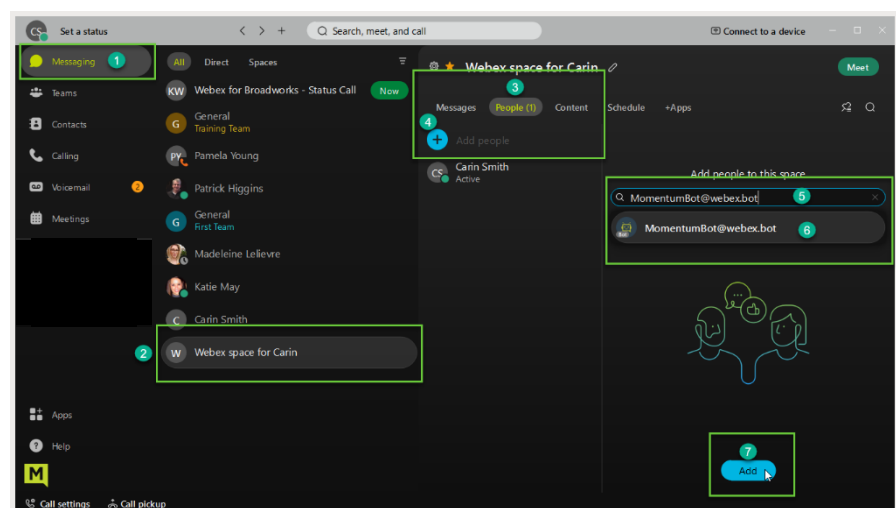 CS Set a status
Search, meet, and call
Connect to a device
Messaging 1
Teams
Contacts
Calling
Voicemail 2
Meetings
Apps
Help
M
Call settings Call pickup
All Direct Spaces
KW Webex for Broadworks - Status Call Now
G General
Training Team
PY Pamela Young
Patrick Higgins
G General
First Team
Madeleine Lelievre
Katie May
C Carin Smith
2 W Webex space for Carin
Webex space for Carin
Meet
3
Messages People (1) Content Schedule +Apps
4
Add people
CS Carin Smith
Active
Add people to this space
MomentumBot@webex.bot 5
MomentumBot@webex.bot 6
7
Add